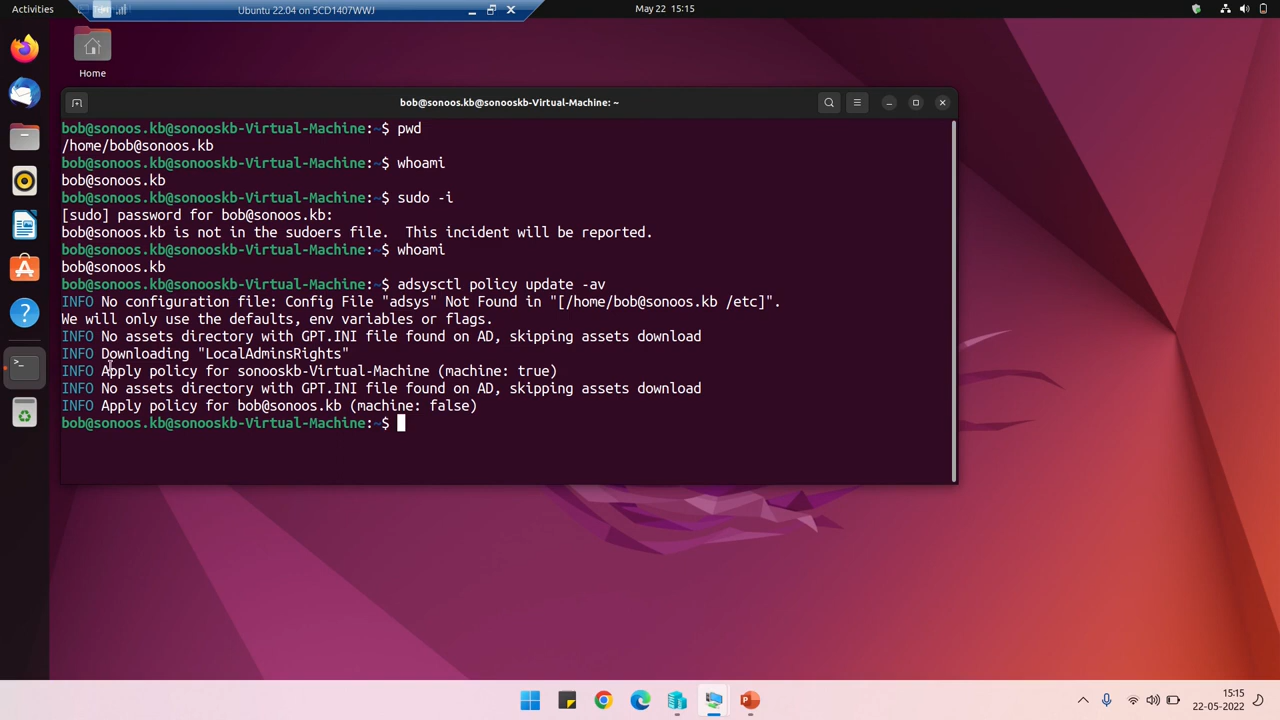 Activities
Ubuntu 22.04 on 5CD1407WWJ
May 22 15:15
Home
bob@sonoos.kb@sonooskb-Virtual-Machine: ~
bob@sonoos.kb@sonooskb-Virtual-Machine:~$ pwd
/home/bob@sonoos.kb
bob@sonoos.kb@sonooskb-Virtual-Machine:~$ whoami
bob@sonoos.kb
bob@sonoos.kb@sonooskb-Virtual-Machine:~$ sudo -i
[sudo] password for bob@sonoos.kb:
bob@sonoos.kb is not in the sudoers file.  This incident will be reported.
bob@sonoos.kb@sonooskb-Virtual-Machine:~$ whoami
bob@sonoos.kb
bob@sonoos.kb@sonooskb-Virtual-Machine:~$ adsysctl policy update -av
INFO No configuration file: Config File "adsys" Not Found in "[/home/bob@sonoos.kb /etc]".
We will only use the defaults, env variables or flags.
INFO No assets directory with GPT.INI file found on AD, skipping assets download
INFO Downloading "LocalAdminsRights"
INFO Apply policy for sonooskb-Virtual-Machine (machine: true)
INFO No assets directory with GPT.INI file found on AD, skipping assets download
INFO Apply policy for bob@sonoos.kb (machine: false)
bob@sonoos.kb@sonooskb-Virtual-Machine:~$
15:15
22-05-2022